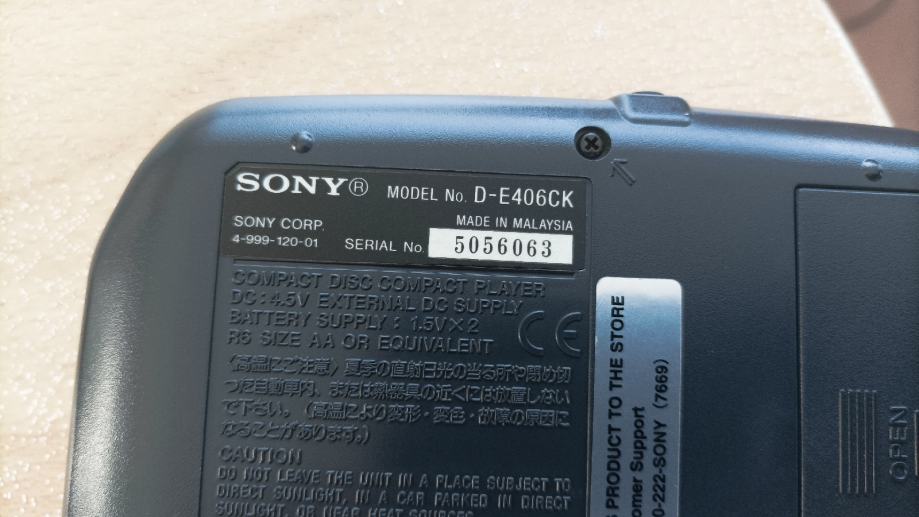 SONY® MODEL No. D-E406CK
SONY CORP. MADE IN MALAYSIA
4-999-120-01 SERIAL No. 5056063
COMPACT DISC COMPACT PLAYER
DC:4.5V EXTERNAL DC SUPPLY
BATTERY SUPPLY: 1.5V×2
R6 SIZE AA OR EQUIVALENT
CE
〈高温にご注意〉夏季の直射日光の当る所や閉め切
った自動車内、または熱器具の近くには放置しない
で下さい。(高温により変形・変色・故障の原因に
なることがあります。)
CAUTION
DO NOT LEAVE THE UNIT IN A PLACE SUBJECT TO
DIRECT SUNLIGHT, IN A CAR PARKED IN DIRECT
SUNLIGHT, OR NEAR HEAT SOURCES
PRODUCT TO THE STORE
Support
-222-SONY (7669)
OPEN